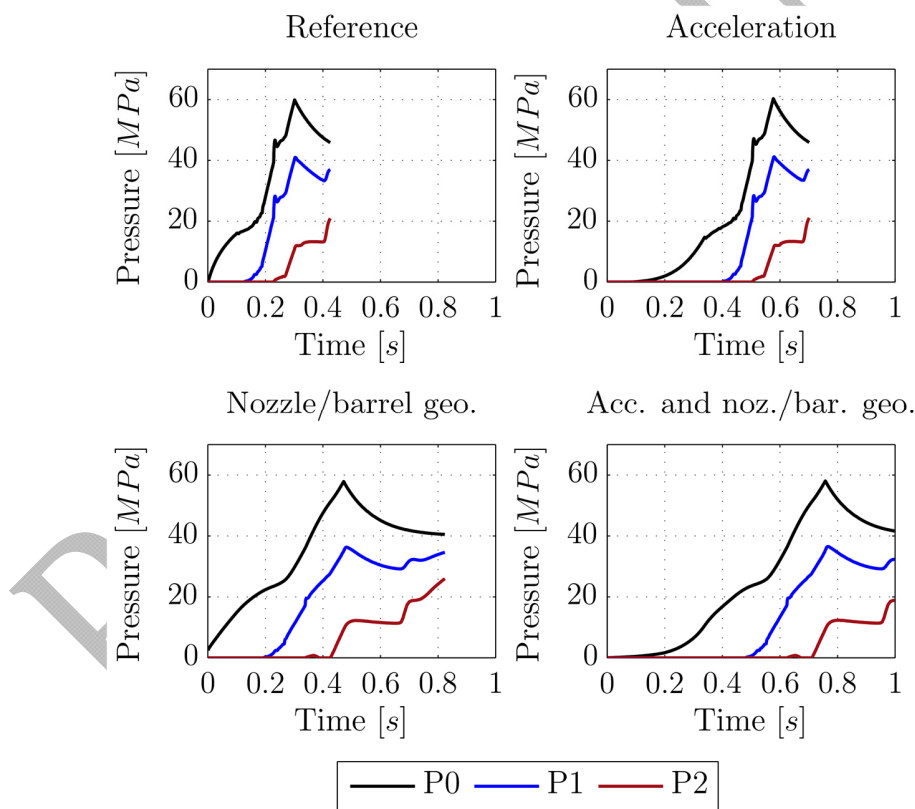 Reference
Acceleration
Pressure [MPa]
60
40
20
0
0 0.2 0.4 0.6 0.8 1
Time [s]
Pressure [MPa]
60
40
20
0
0 0.2 0.4 0.6 0.8 1
Time [s]
Nozzle/barrel geo.
Acc. and noz./bar. geo.
Pressure [MPa]
60
40
20
0
0 0.2 0.4 0.6 0.8 1
Time [s]
Pressure [MPa]
60
40
20
0
0 0.2 0.4 0.6 0.8 1
Time [s]
P0 P1 P2